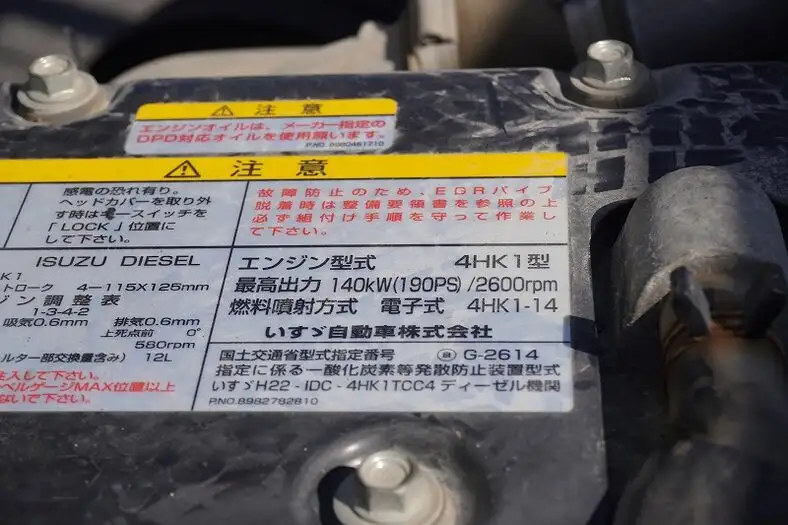 ⚠ 注意
エンジンオイルは、メーカー指定の
DPD対応オイルを使用願います。
P.NO. 8980461710
⚠ 注意
感電の恐れ有り。
ヘッドカバーを取り外
す時はキースイッチを
「LOCK」位置に
して下さい。
故障防止のため、EGRパイプ
脱着時は整備要領書を参照の上
必ず組付け手順を守って作業し
て下さい。
ISUZU DIESEL
K1
トローク 4-115X125mm
ジン調整表
1-3-4-2
吸気0.6mm 排気0.6mm
上死点前 0°
580rpm
ルター部交換量含み) 12L
入して下さい。
ベルゲージMAX位置以上
ないで下さい。
エンジン型式 4HK1型
最高出力 140kW(190PS)/2600rpm
燃料噴射方式 電子式 4HK1-14
いすゞ自動車株式会社
国土交通省型式指定番号 G-2614
指定に係る一酸化炭素等発散防止装置型式
いすゞH22-IDC-4HK1TCC4 ディーゼル機関
P.NO.8982782810